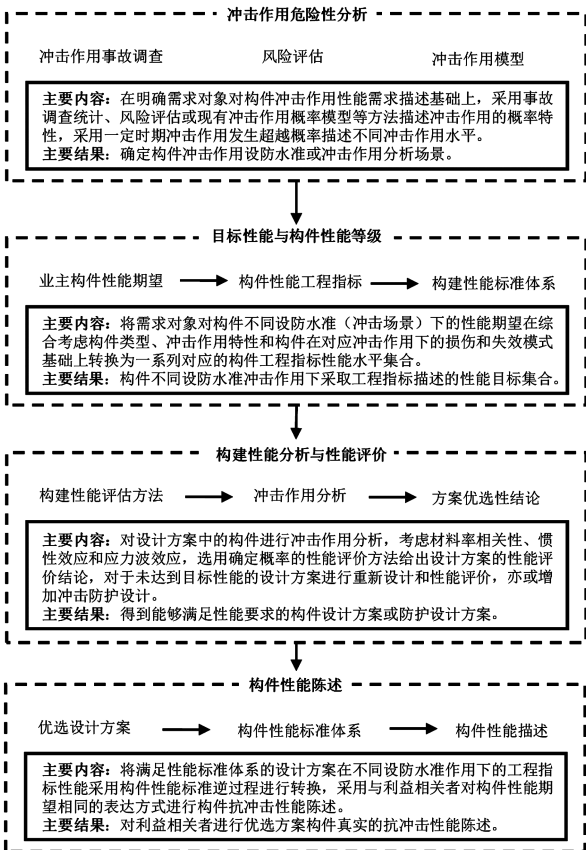 冲击作用危险性分析
冲击作用事故调查 风险评估 冲击作用模型
主要内容：在明确需求对象对构件冲击作用性能需求描述基础上，采用事故
调查统计、风险评估或现有冲击作用概率模型等方法描述冲击作用的概率特
性，采用一定时期冲击作用发生超越概率描述不同冲击作用水平。
主要结果：确定构件冲击作用设防水准或冲击作用分析场景。
目标性能与构件性能等级
业主构件性能期望 构件性能工程指标 构建性能标准体系
主要内容：将需求对象对构件不同设防水准（冲击场景）下的性能期望在综
合考虑构件类型、冲击作用特性和构件在对应冲击作用下的损伤和失效模式
基础上转换为一系列对应的构件工程指标性能水平集合。
主要结果：构件不同设防水准冲击作用下采取工程指标描述的性能目标集合。
构建性能分析与性能评价
构建性能评估方法 冲击作用分析 方案优选性结论
主要内容：对设计方案中的构件进行冲击作用分析，考虑材料率相关性、惯
性效应和应力波效应，选用确定概率的性能评价方法给出设计方案的性能评
价结论，对于未达到目标性能的设计方案进行重新设计和性能评价，亦或增
加冲击防护设计。
主要结果：得到能够满足性能要求的构件设计方案或防护设计方案。
构件性能陈述
优选设计方案 构件性能标准体系 构件性能描述
主要内容：将满足性能标准体系的设计方案在不同设防水准作用下的工程指
标性能采用构件性能标准逆过程进行转换，采用与利益相关者对构件性能期
望相同的表达方式进行构件抗冲击性能陈述。
主要结果：对利益相关者进行优选方案构件真实的抗冲击性能陈述。